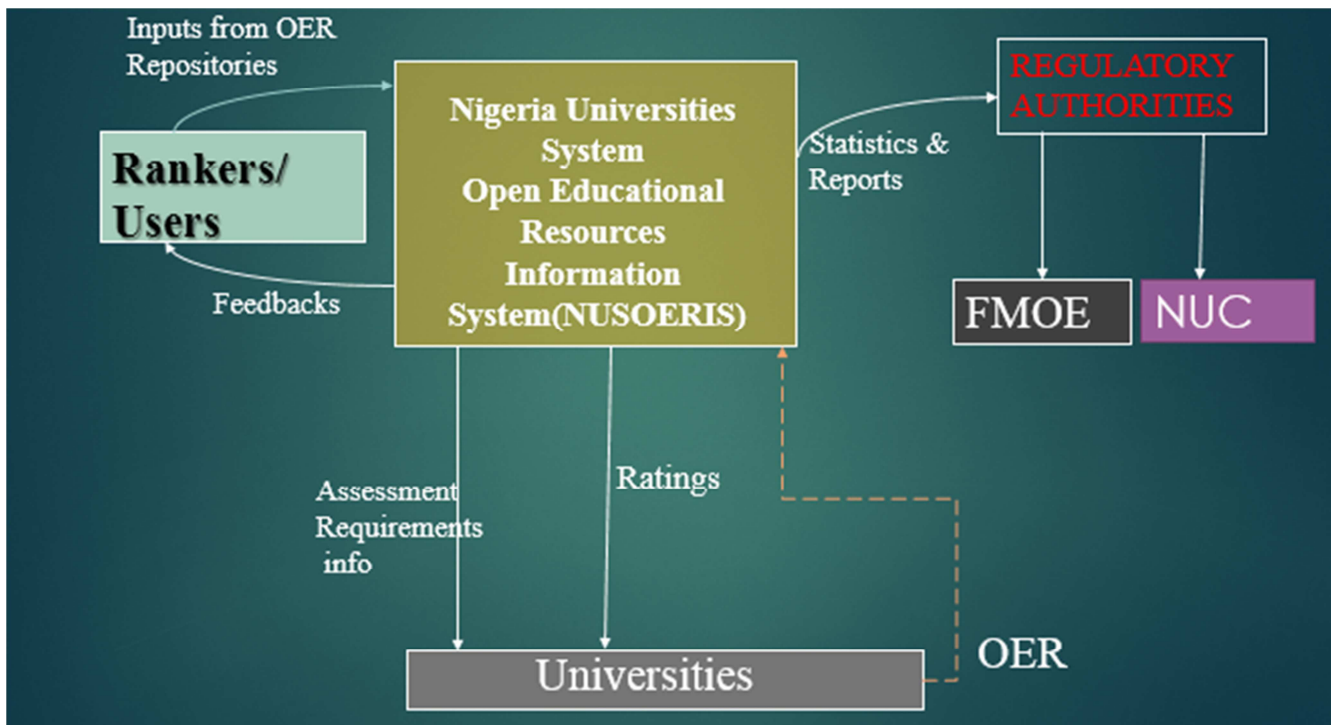 Inputs from OER
Repositories
Rankers/
Users
Feedbacks
Nigeria Universities
System
Open Educational
Resources
Information
System(NUSOERIS)
Statistics &
Reports
REGULATORY
AUTHORITIES
FMOE
NUC
Assessment
Requirements
info
Ratings
Universities
OER